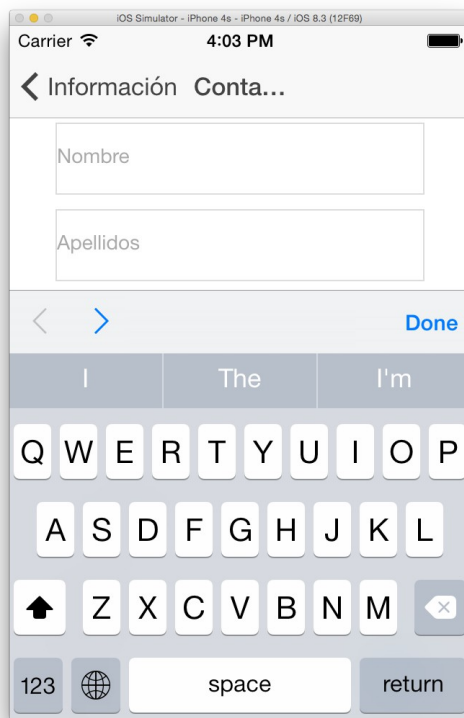 iOS Simulator - iPhone 4s - iPhone 4s / iOS 8.3 (12F69)
Carrier 4:03 PM
Información Conta...
Nombre
Apellidos
Done
I The I'm
Q W E R T Y U I O P
A S D F G H J K L
Z X C V B N M
123 space return